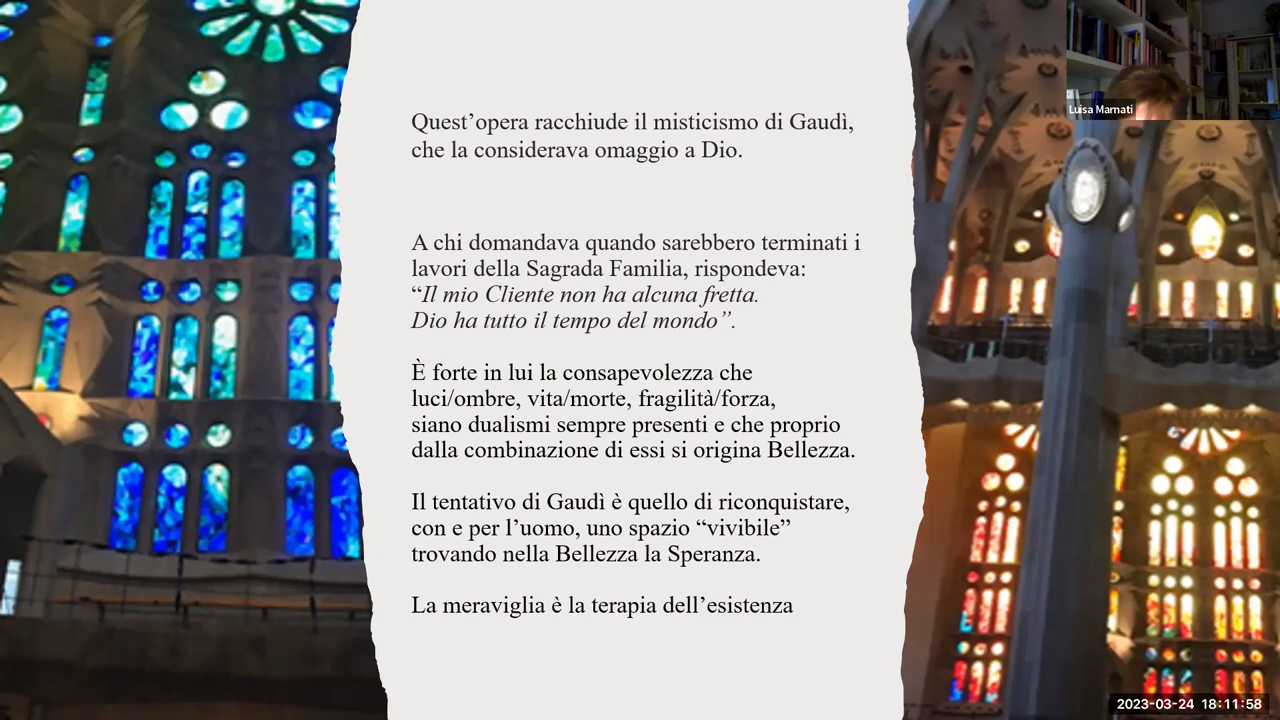 Luisa Marnati
Quest’opera racchiude il misticismo di Gaudì,
che la considerava omaggio a Dio.
A chi domandava quando sarebbero terminati i
lavori della Sagrada Familia, rispondeva:
“Il mio Cliente non ha alcuna fretta.
Dio ha tutto il tempo del mondo”.
È forte in lui la consapevolezza che
luci/ombre, vita/morte, fragilità/forza,
siano dualismi sempre presenti e che proprio
dalla combinazione di essi si origina Bellezza.
Il tentativo di Gaudì è quello di riconquistare,
con e per l’uomo, uno spazio “vivibile”
trovando nella Bellezza la Speranza.
La meraviglia è la terapia dell’esistenza
2023-03-24 18:11:58